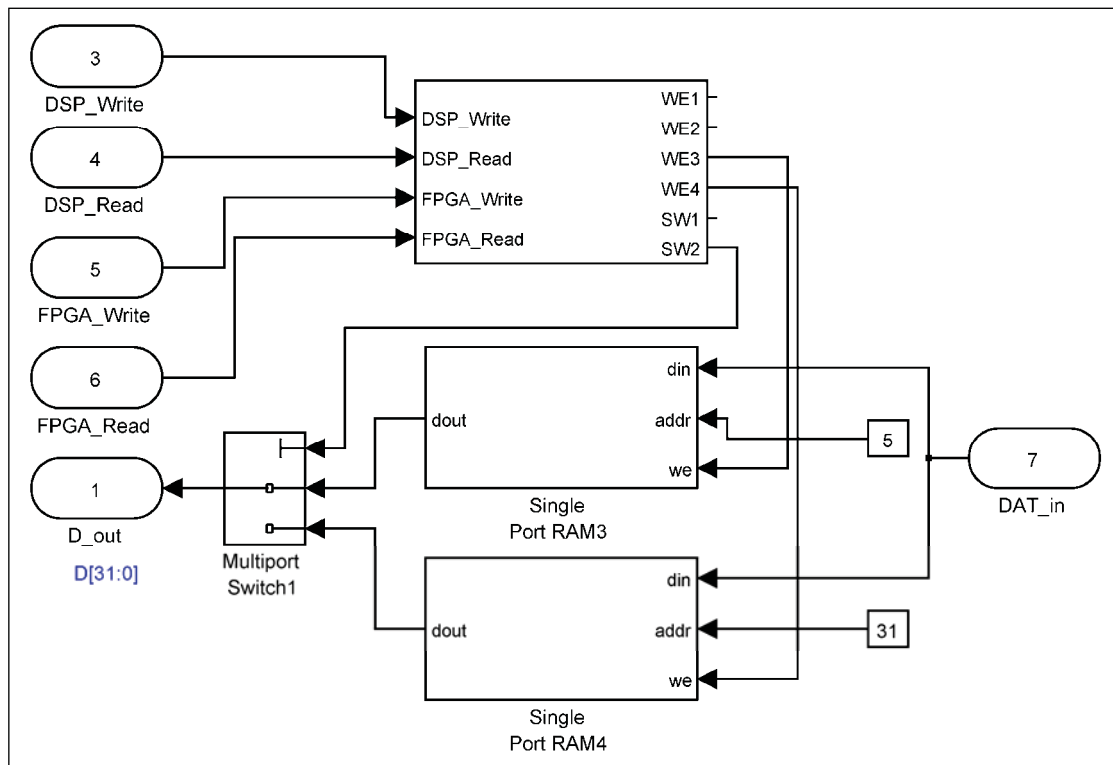 3
DSP_Write
4
DSP_Read
5
FPGA_Write
6
FPGA_Read
1
D_out
D[31:0]
DSP_Write
DSP_Read
FPGA_Write
FPGA_Read
WE1
WE2
WE3
WE4
SW1
SW2
Multiport
Switch1
dout
din
addr
we
Single
Port RAM3
dout
din
addr
we
Single
Port RAM4
5
31
7
DAT_in